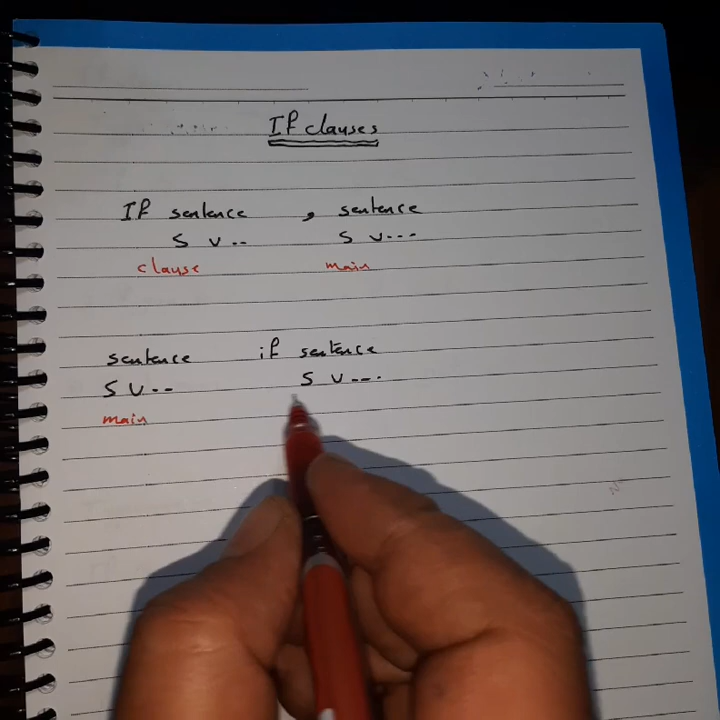 If clauses
If sentence , sentence
S v.. S v...
clause main
sentence if sentence
S v.. S v...
main